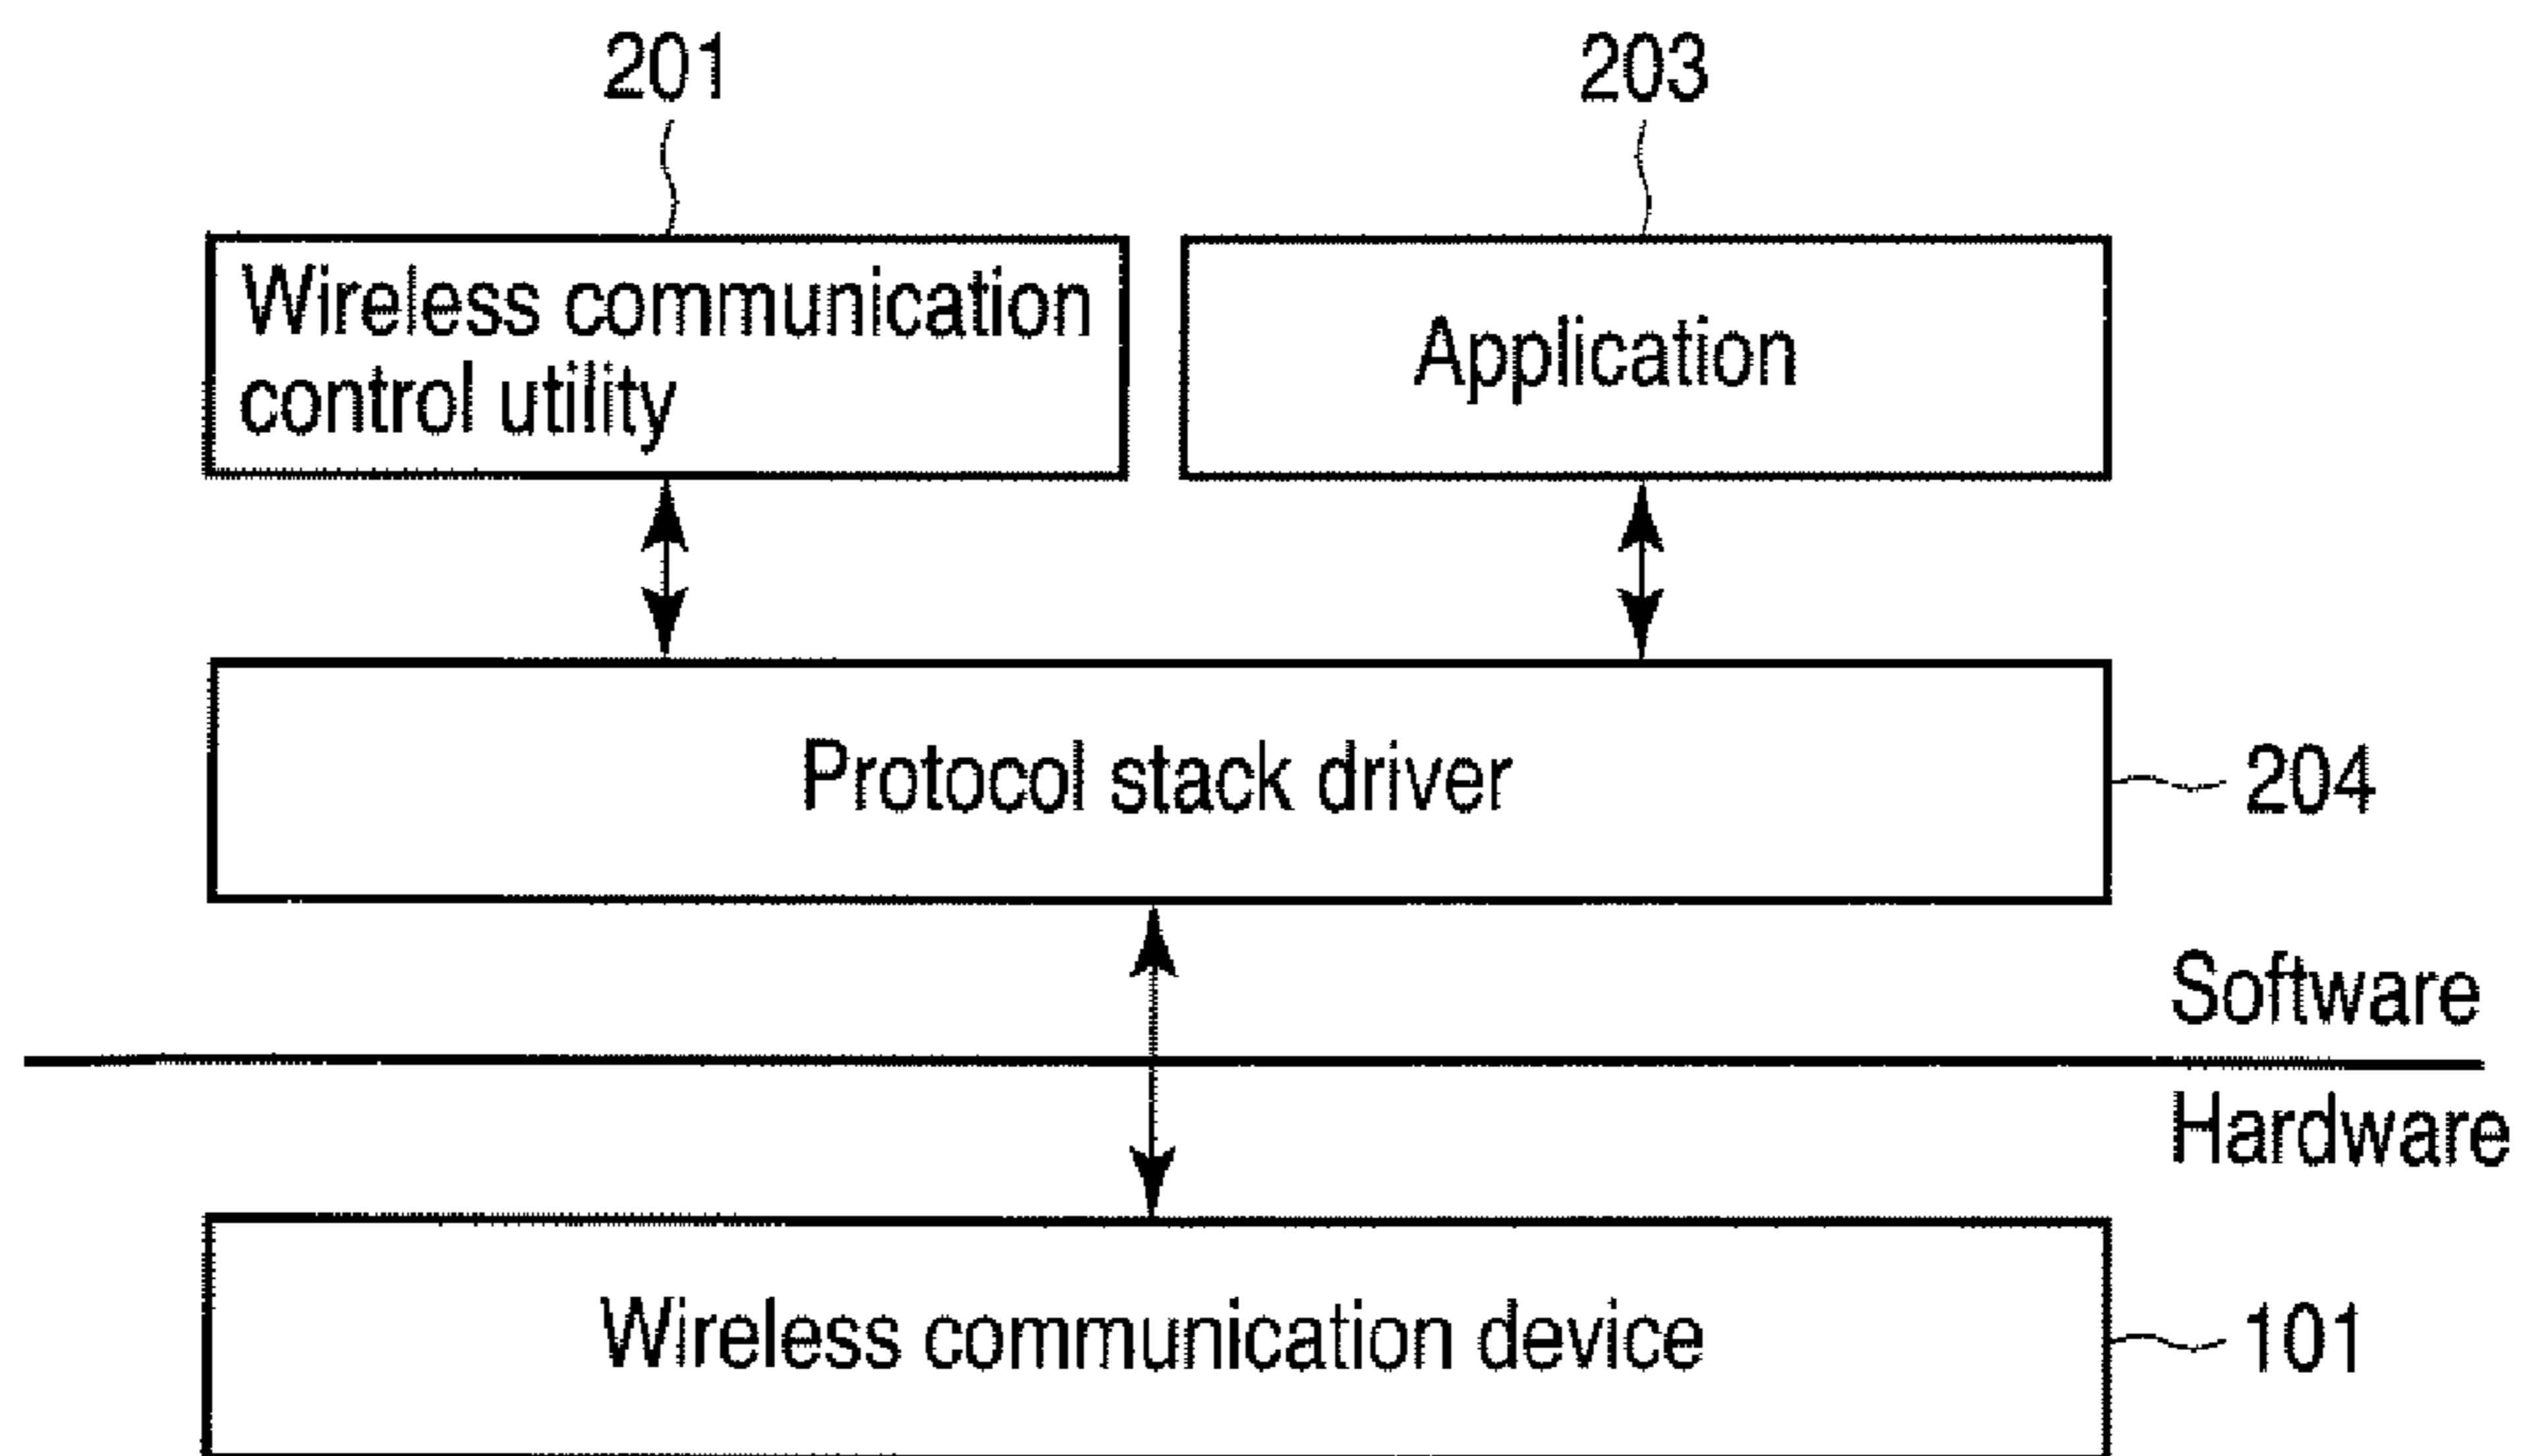 201
203
Wireless communication
control utility
Application
Protocol stack driver
204
Software
Hardware
Wireless communication device
101